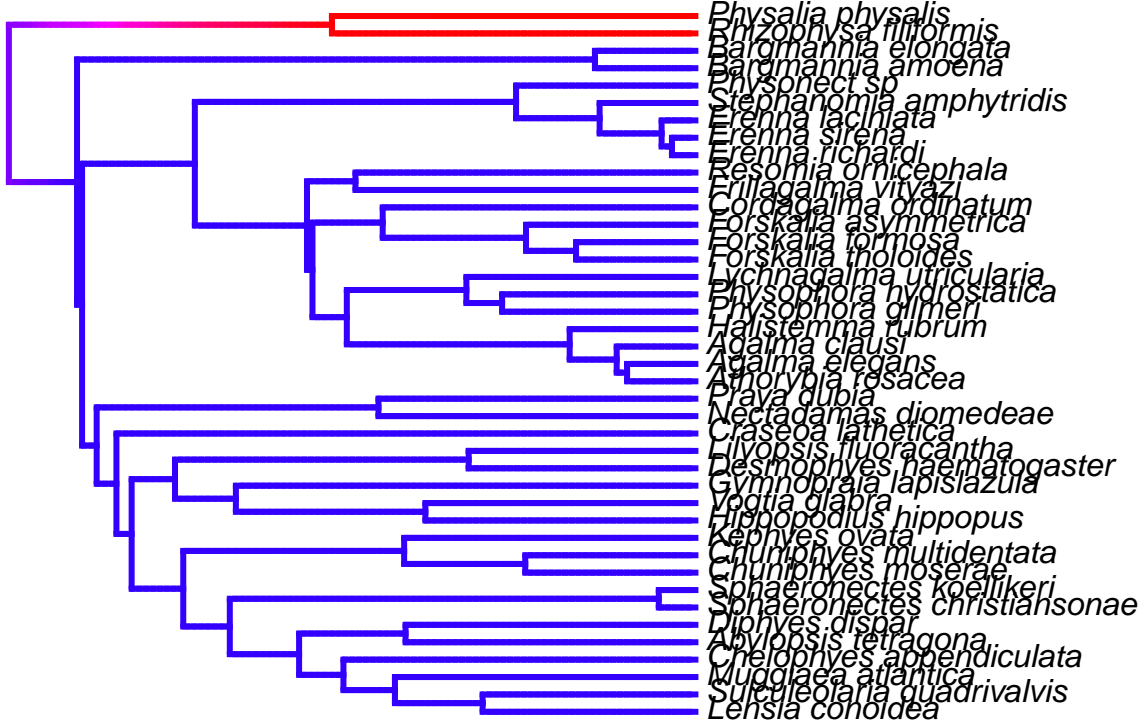 Physalia physalis
Rhizophysa filiformis
Bargmannia elongata
Bargmannia amoena
Physonect sp
Stephanomia amphytridis
Erenna laciniata
Erenna sirena
Erenna richardi
Resomia ornicephala
Frillagalma vityazi
Cordagalma ordinatum
Forskalia asymmetrica
Forskalia formosa
Forskalia tholoides
Lychnagalma utricularia
Physophora hydrostatica
Physophora gilmeri
Halistemma rubrum
Agalma clausi
Agalma elegans
Athorybia rosacea
Praya dubia
Nectadamas diomedeae
Craseoa lathetica
Lilyopsis fluoracantha
Desmophyes haematogaster
Gymnopraia lapislazula
Vogtia glabra
Hippopodius hippopus
Kephyes ovata
Chuniphyes multidentata
Chuniphyes moserae
Sphaeronectes koellikeri
Sphaeronectes christiansonae
Diphyes dispar
Abylopsis tetragona
Chelophyes appendiculata
Muggiaea atlantica
Sulculeolaria quadrivalvis
Lensia conoidea